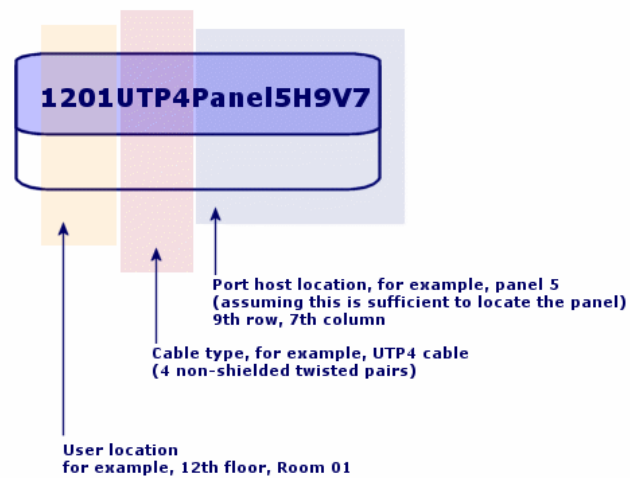 1201UTP4Panel5H9V7
Port host location, for example, panel 5
(assuming this is sufficient to locate the panel)
9th row, 7th column
Cable type, for example, UTP4 cable
(4 non-shielded twisted pairs)
User location
for example, 12th floor, Room 01